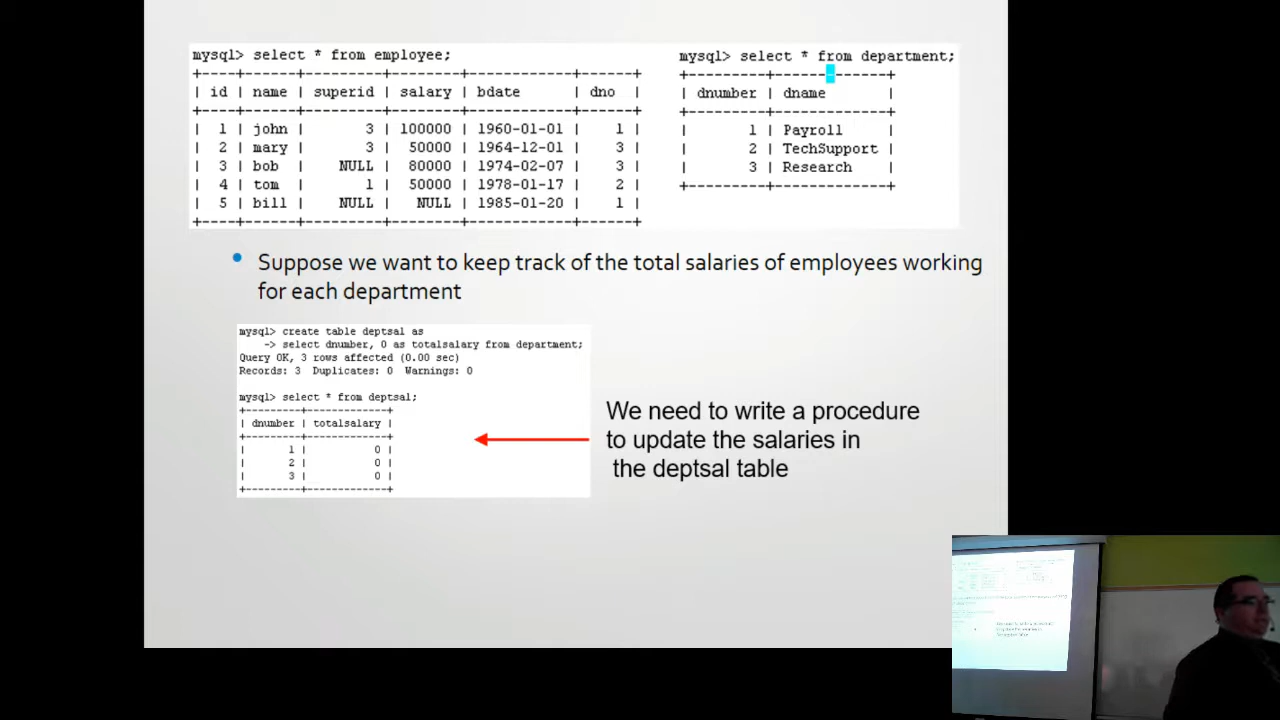 mysql> select * from employee;
+----+------+---------+--------+------------+-----+
| id | name | superid | salary | bdate | dno |
+----+------+---------+--------+------------+-----+
| 1 | john | 3 | 100000 | 1960-01-01 | 1 |
| 2 | mary | 3 | 50000 | 1964-12-01 | 3 |
| 3 | bob | NULL | 80000 | 1974-02-07 | 3 |
| 4 | tom | 1 | 50000 | 1978-01-17 | 2 |
| 5 | bill | NULL | NULL | 1985-01-20 | 1 |
+----+------+---------+--------+------------+-----+
mysql> select * from department;
+---------+-------------+
| dnumber | dname |
+---------+-------------+
| 1 | Payroll |
| 2 | TechSupport |
| 3 | Research |
+---------+-------------+
• Suppose we want to keep track of the total salaries of employees working
for each department
mysql> create table deptsal as
-> select dnumber, 0 as totalsalary from department;
Query OK, 3 rows affected (0.00 sec)
Records: 3 Duplicates: 0 Warnings: 0
mysql> select * from deptsal;
+---------+-------------+
| dnumber | totalsalary |
+---------+-------------+
| 1 | 0 |
| 2 | 0 |
| 3 | 0 |
+---------+-------------+
We need to write a procedure
to update the salaries in
the deptsal table